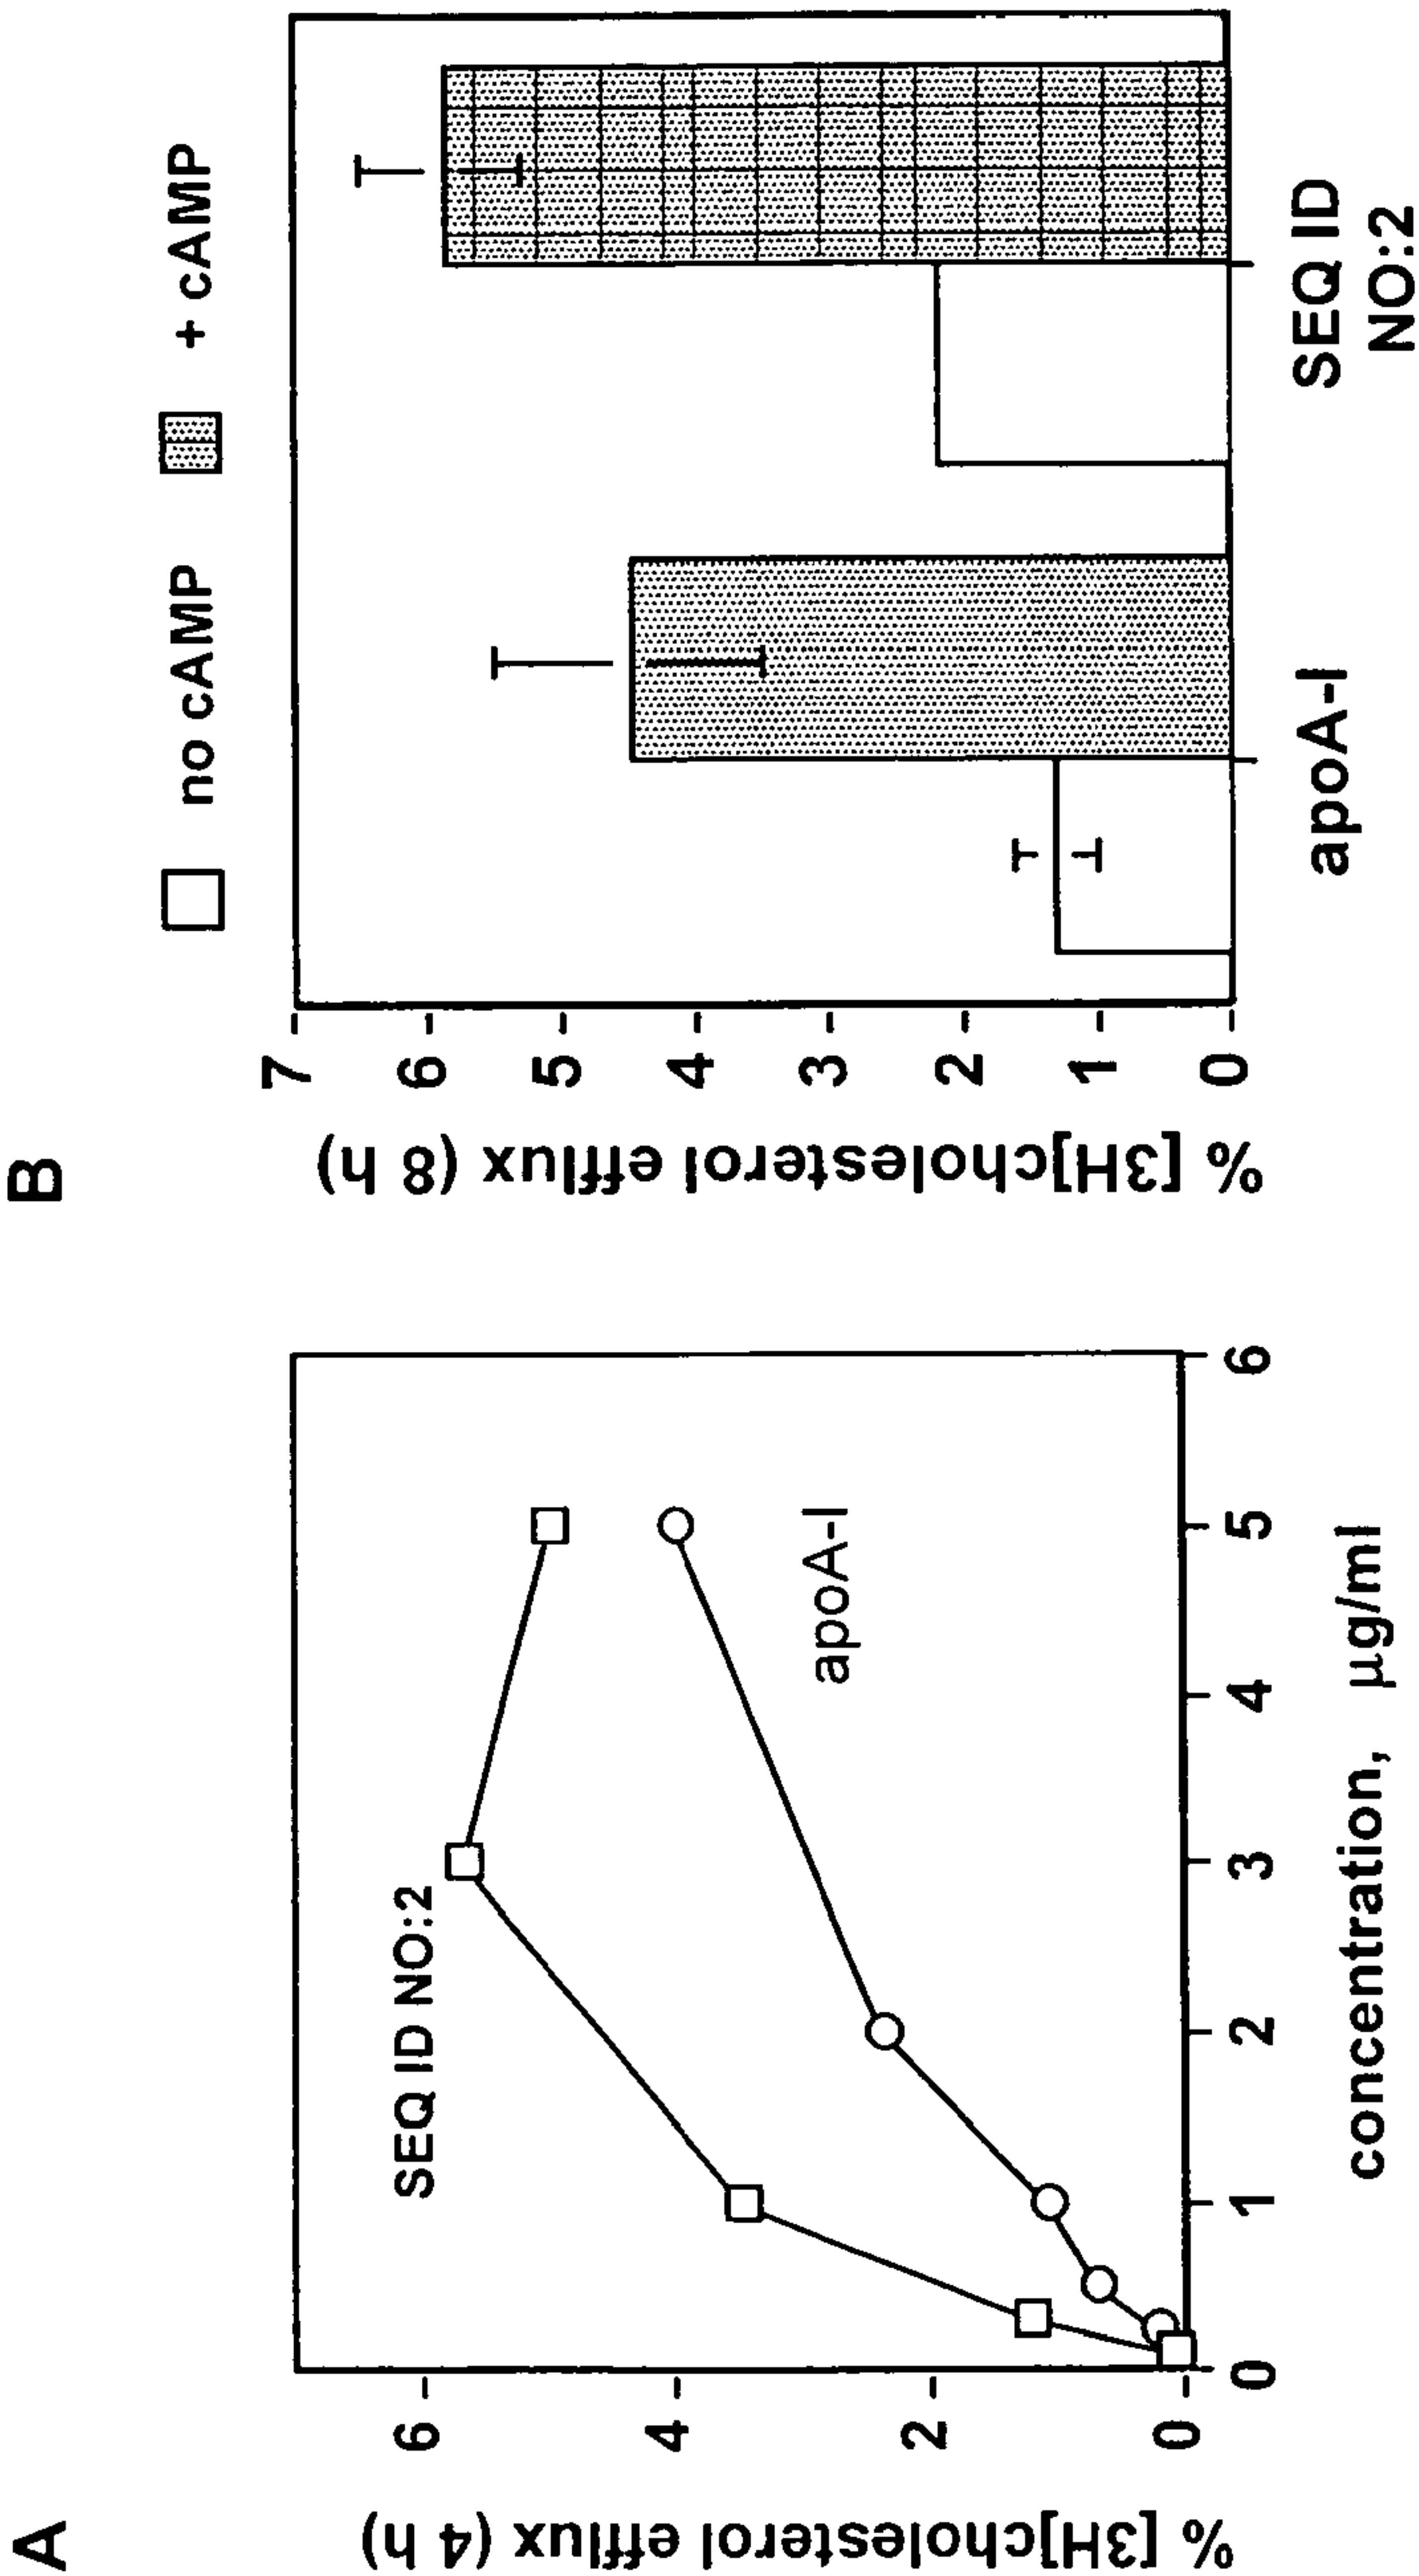 A
% [3H]cholesterol efflux (4 h)
6
4
2
0
SEQ ID NO:2
apoA-I
0 1 2 3 4 5 6
concentration, µg/ml
B
no cAMP + cAMP
% [3H]cholesterol efflux (8 h)
7
6
5
4
3
2
1
0
apoA-I
SEQ ID
NO:2